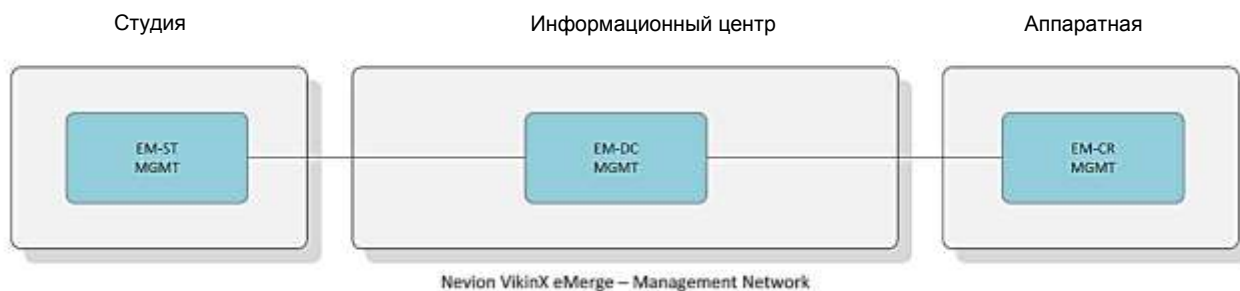 Студия
Информационный центр
Аппаратная
EM-ST
MGMT
EM-DC
MGMT
EM-CR
MGMT
Nevion VikinX eMerge – Management Network